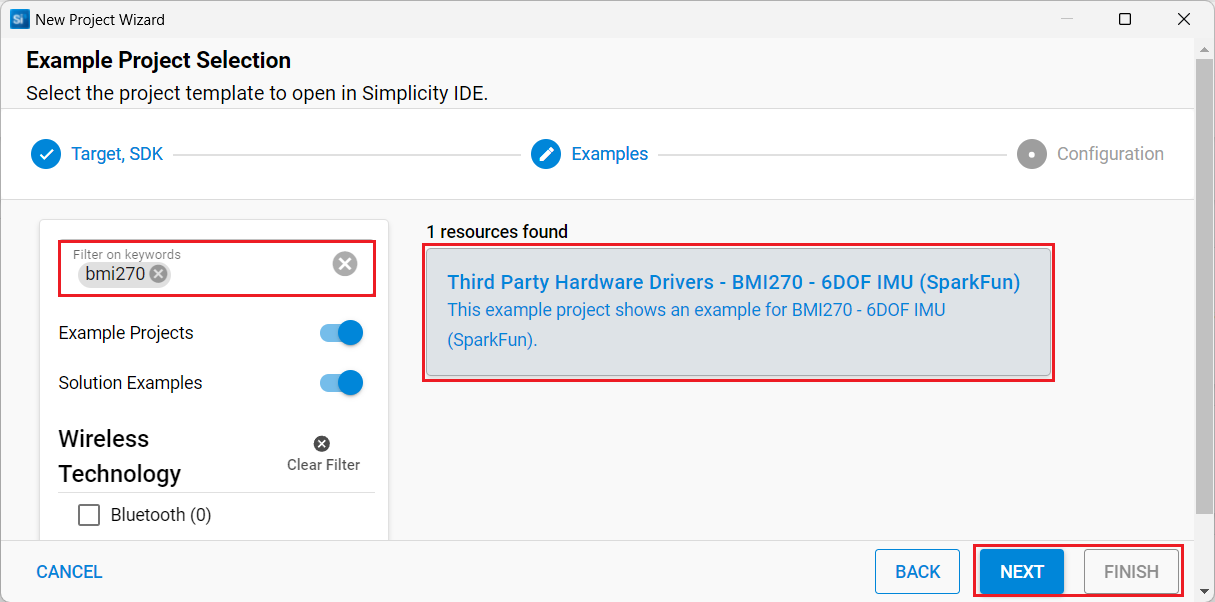 Si New Project Wizard
Example Project Selection
Select the project template to open in Simplicity IDE.
Target, SDK
Examples
Configuration
Filter on keywords
bmi270
Example Projects
Solution Examples
Wireless
Technology
Clear Filter
Bluetooth (0)
1 resources found
Third Party Hardware Drivers - BMI270 - 6DOF IMU (SparkFun)
This example project shows an example for BMI270 - 6DOF IMU
(SparkFun).
CANCEL
BACK
NEXT
FINISH